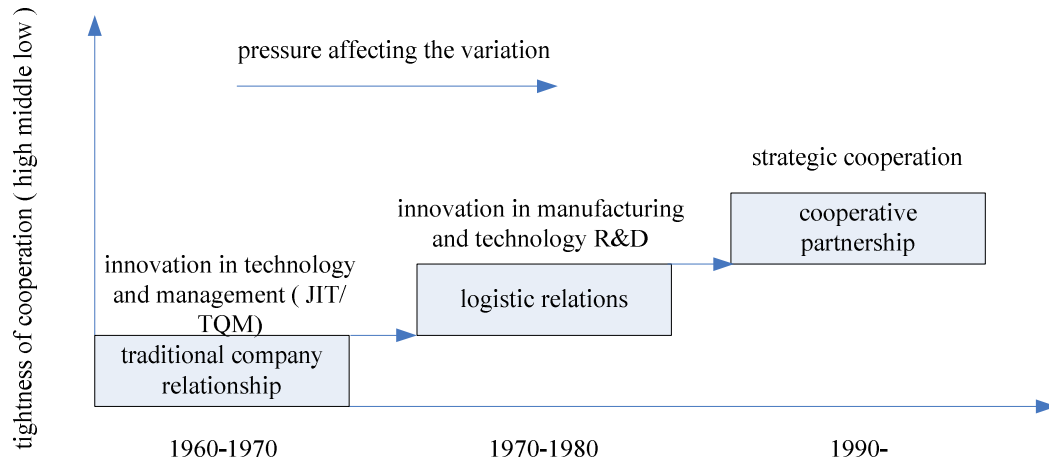 tightness of cooperation ( high middle low )
pressure affecting the variation
strategic cooperation
cooperative
partnership
innovation in manufacturing
and technology R&D
logistic relations
innovation in technology
and management ( JIT/
TQM)
traditional company
relationship
1960-1970
1970-1980
1990-